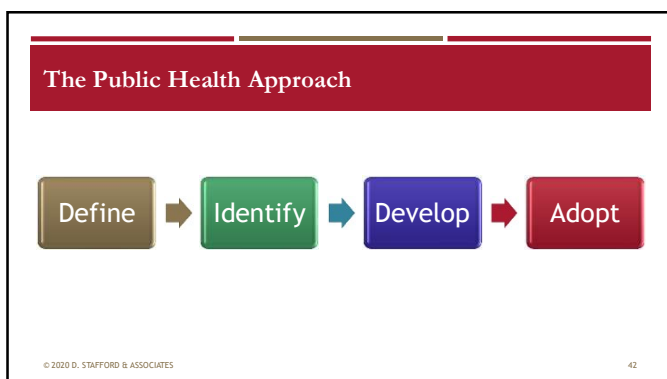 The Public Health Approach
Define
Identify
Develop
Adopt
© 2020 D. STAFFORD & ASSOCIATES
42